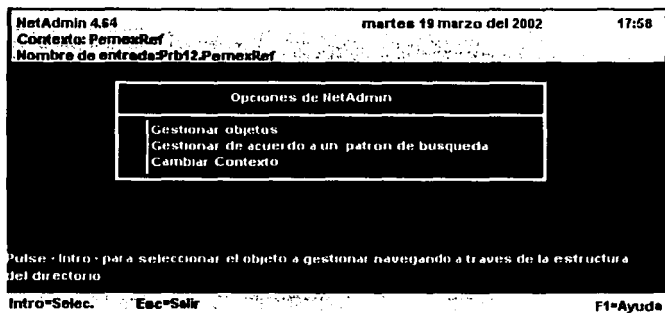 NetAdmin 4.64 martes 19 marzo del 2002 17:58
Contexto: PemexRef
Nombre de entrada:Prb12.PemexRef
Opciones de NetAdmin
Gestionar objetos
Gestionar de acuerdo a un patron de busqueda
Cambiar Contexto
Pulse <Intro> para seleccionar el objeto a gestionar navegando a traves de la estructura
del directorio
Intro=Selec. Esc=Salir F1=Ayuda